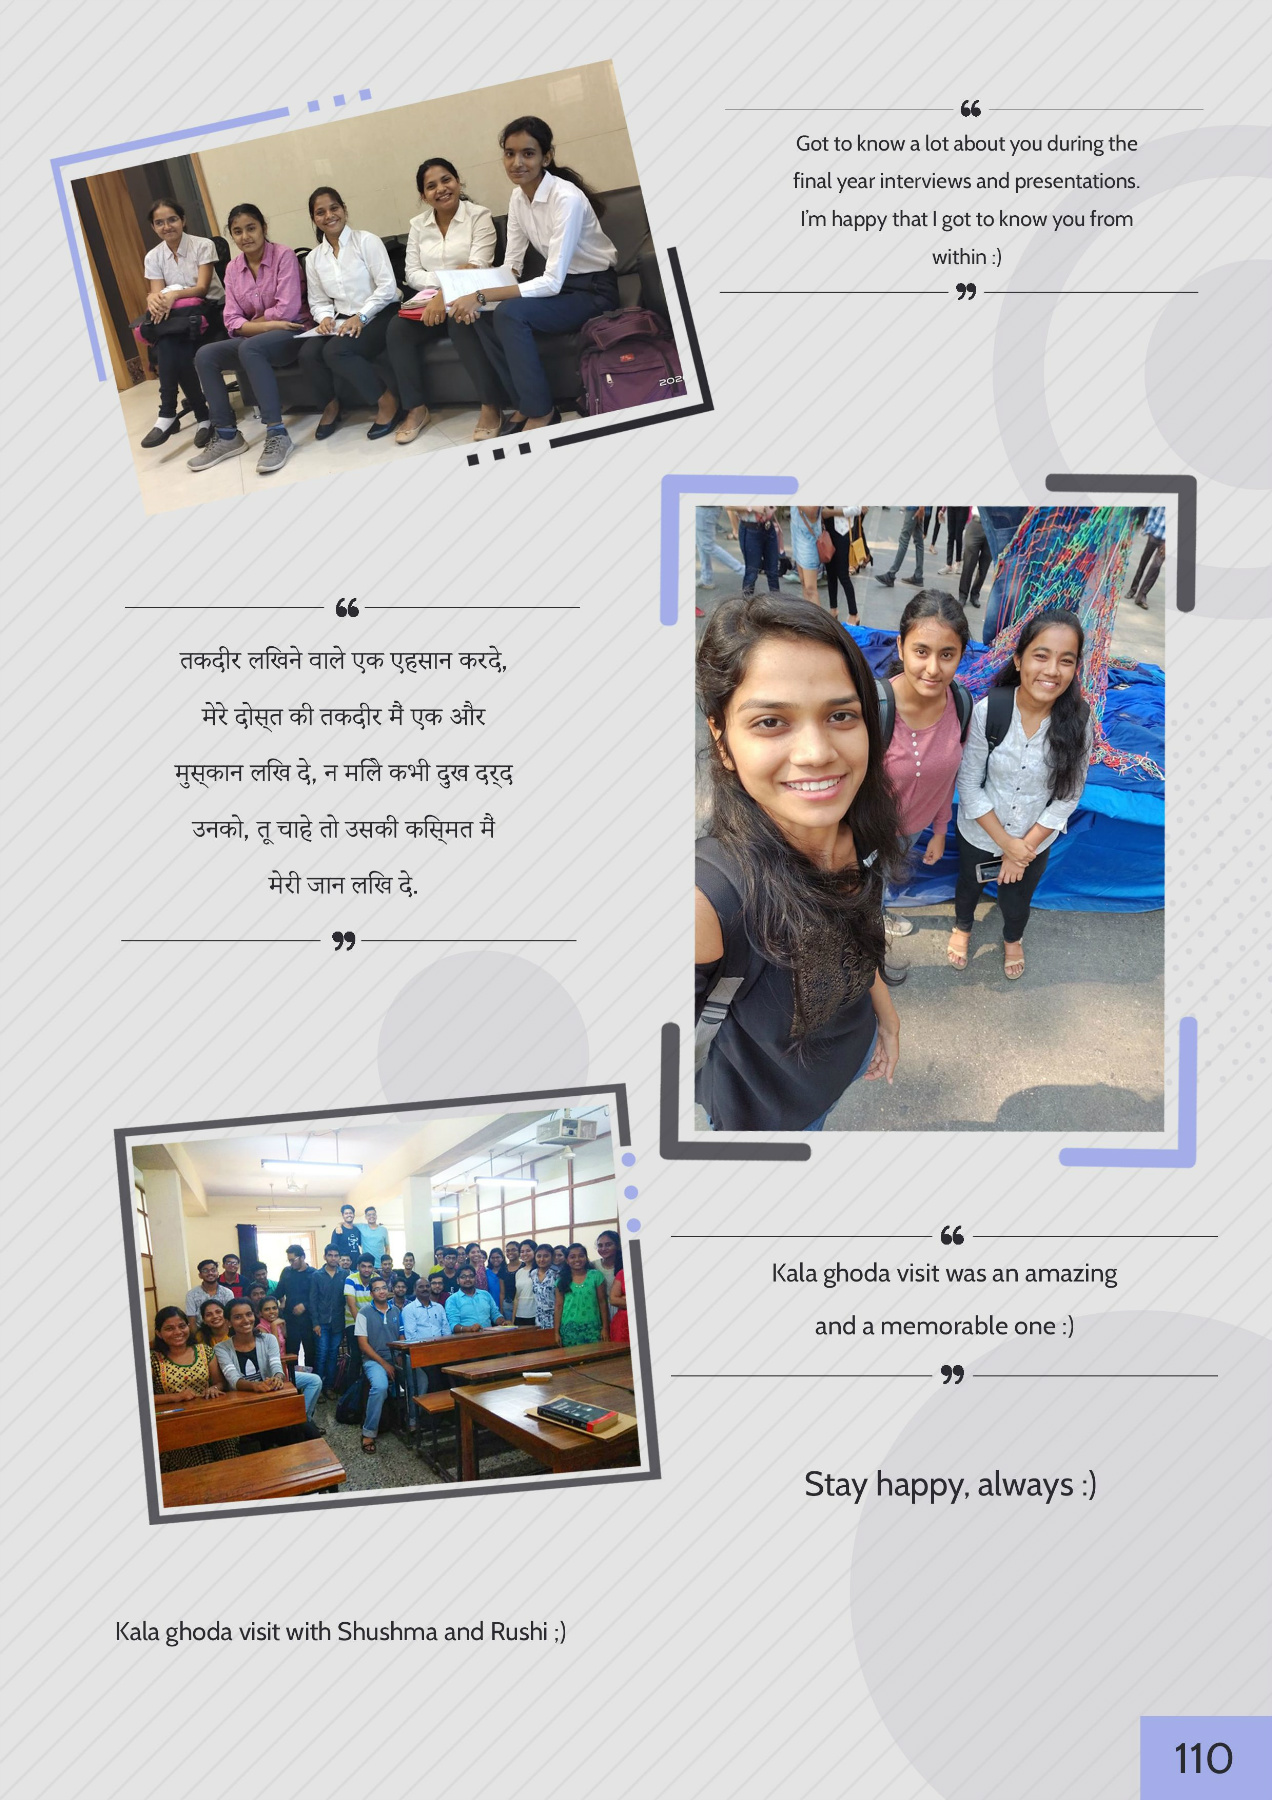 Got to know a lot about you during the
final year interviews and presentations.
I'm happy that I got to know you from
within :)
तकदीर लखिने वाले एक एहसान करदे,
मेरे दोस्‌त की तकदीर मैं एक और
मुस्‌कान लखि दे, न मलिे कभी दुख दर्‌द
उनको, तू चाहे तो उसकी कस्‌मित मैं
मेरी जान लखि दे.
Kala ghoda visit was an amazing
and a memorable one :)
Stay happy, always :)
Kala ghoda visit with Shushma and Rushi ;)
110